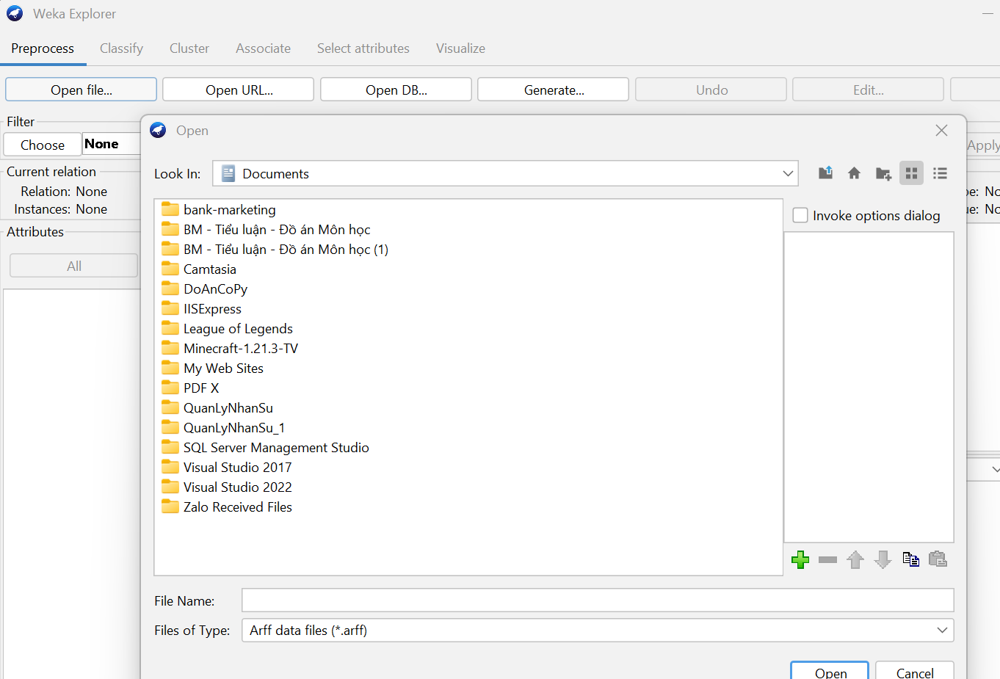 Weka Explorer
Preprocess Classify Cluster Associate Select attributes Visualize
Open file... Open URL... Open DB... Generate... Undo Edit...
Filter
Choose None
Apply
Current relation
Relation: None
Instances: None
Attributes
All
Open
Look In: Documents
bank-marketing
BM - Tiểu luận - Đồ án Môn học
BM - Tiểu luận - Đồ án Môn học (1)
Camtasia
DoAnCoPy
IISExpress
League of Legends
Minecraft-1.21.3-TV
My Web Sites
PDF X
QuanLyNhanSu
QuanLyNhanSu_1
SQL Server Management Studio
Visual Studio 2017
Visual Studio 2022
Zalo Received Files
Invoke options dialog
File Name:
Files of Type: Arff data files (*.arff)
Open Cancel